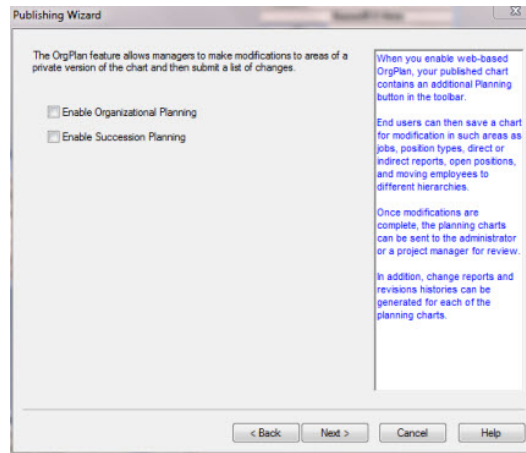 Publishing Wizard
The OrgPlan feature allows managers to make modifications to areas of a
private version of the chart and then submit a list of changes.
Enable Organizational Planning
Enable Succession Planning
When you enable web-based
OrgPlan, your published chart
contains an additional Planning
button in the toolbar.
End users can then save a chart
for modification in such areas as
jobs, position types, direct or
indirect reports, open positions,
and moving employees to
different hierarchies.
Once modifications are
complete, the planning charts
can be sent to the administrator
or a project manager for review.
In addition, change reports and
revisions histories can be
generated for each of the
planning charts.
< Back
Next >
Cancel
Help